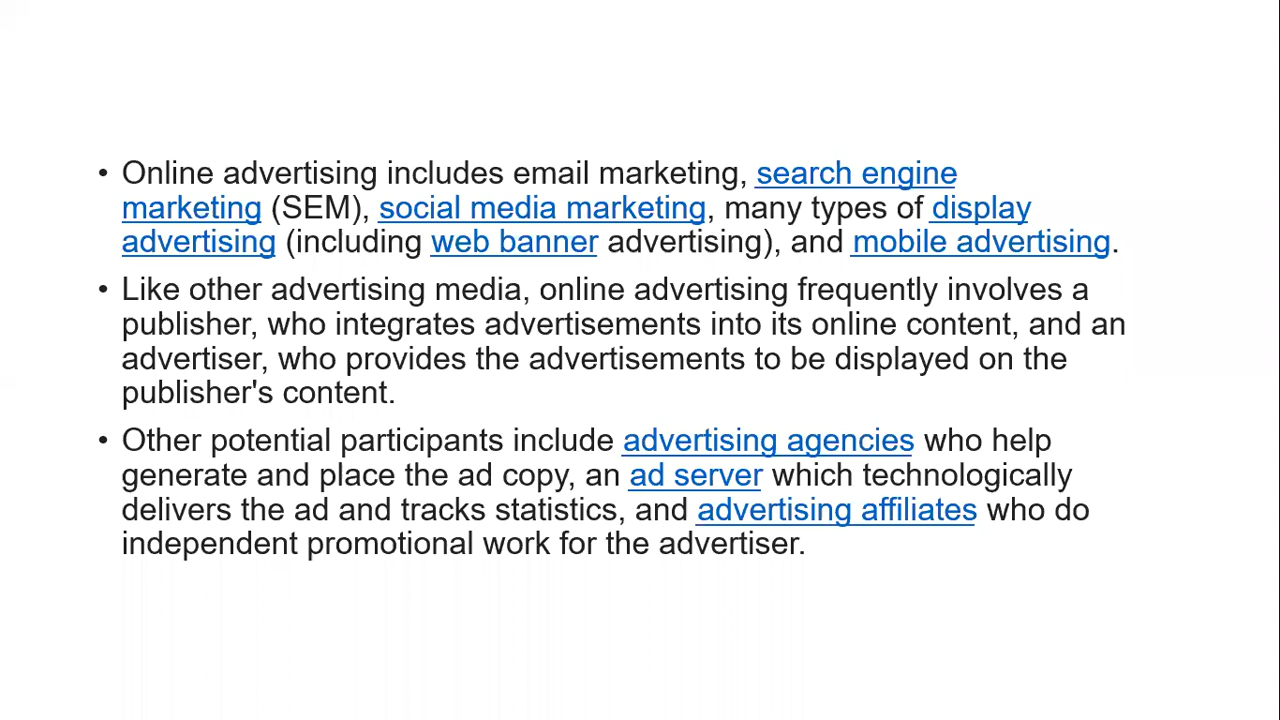 • Online advertising includes email marketing, search engine
marketing (SEM), social media marketing, many types of display
advertising (including web banner advertising), and mobile advertising.
• Like other advertising media, online advertising frequently involves a
publisher, who integrates advertisements into its online content, and an
advertiser, who provides the advertisements to be displayed on the
publisher's content.
• Other potential participants include advertising agencies who help
generate and place the ad copy, an ad server which technologically
delivers the ad and tracks statistics, and advertising affiliates who do
independent promotional work for the advertiser.